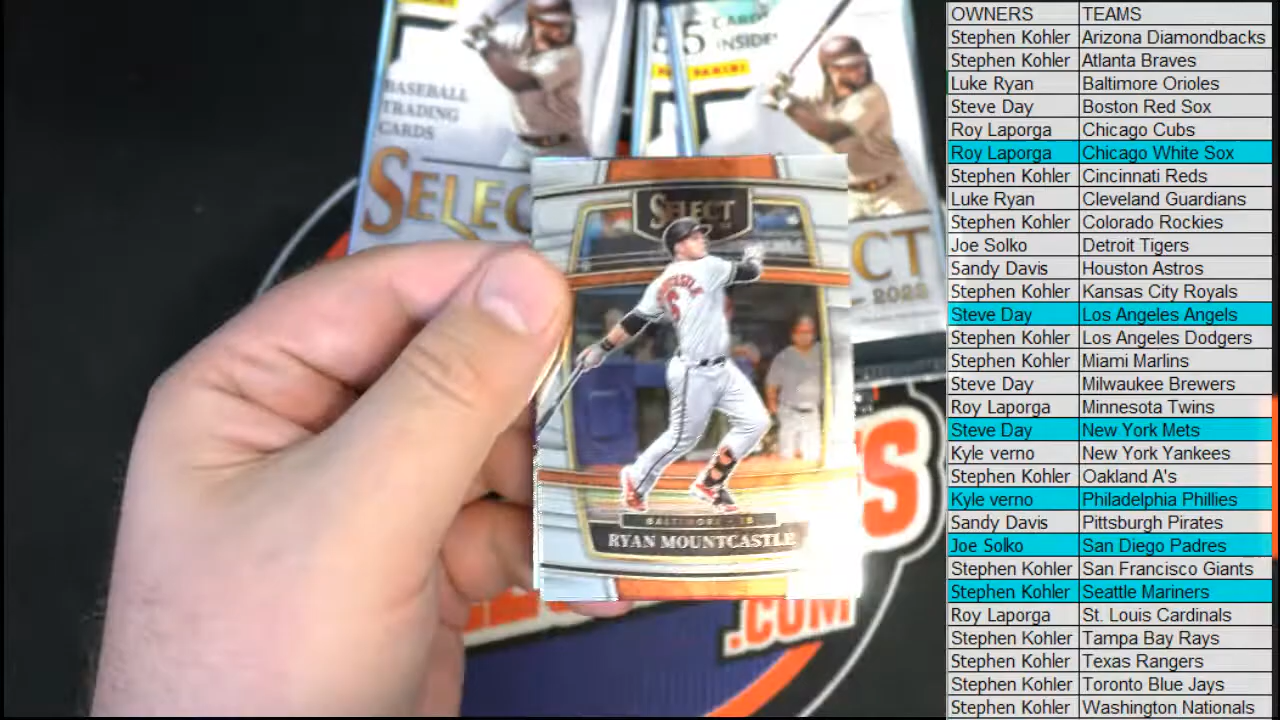 BASEBALL
TRADING
CARDS
SELEC
5 CARD
INSIDE
PANINI
CT
2022
SELECT
BALTIMORE • 1B
RYAN MOUNTCASTLE
S
.COM
OWNERS TEAMS
Stephen Kohler Arizona Diamondbacks
Stephen Kohler Atlanta Braves
Luke Ryan Baltimore Orioles
Steve Day Boston Red Sox
Roy Laporga Chicago Cubs
Roy Laporga Chicago White Sox
Stephen Kohler Cincinnati Reds
Luke Ryan Cleveland Guardians
Stephen Kohler Colorado Rockies
Joe Solko Detroit Tigers
Sandy Davis Houston Astros
Stephen Kohler Kansas City Royals
Steve Day Los Angeles Angels
Stephen Kohler Los Angeles Dodgers
Stephen Kohler Miami Marlins
Steve Day Milwaukee Brewers
Roy Laporga Minnesota Twins
Steve Day New York Mets
Kyle verno New York Yankees
Stephen Kohler Oakland A's
Kyle verno Philadelphia Phillies
Sandy Davis Pittsburgh Pirates
Joe Solko San Diego Padres
Stephen Kohler San Francisco Giants
Stephen Kohler Seattle Mariners
Roy Laporga St. Louis Cardinals
Stephen Kohler Tampa Bay Rays
Stephen Kohler Texas Rangers
Stephen Kohler Toronto Blue Jays
Stephen Kohler Washington Nationals